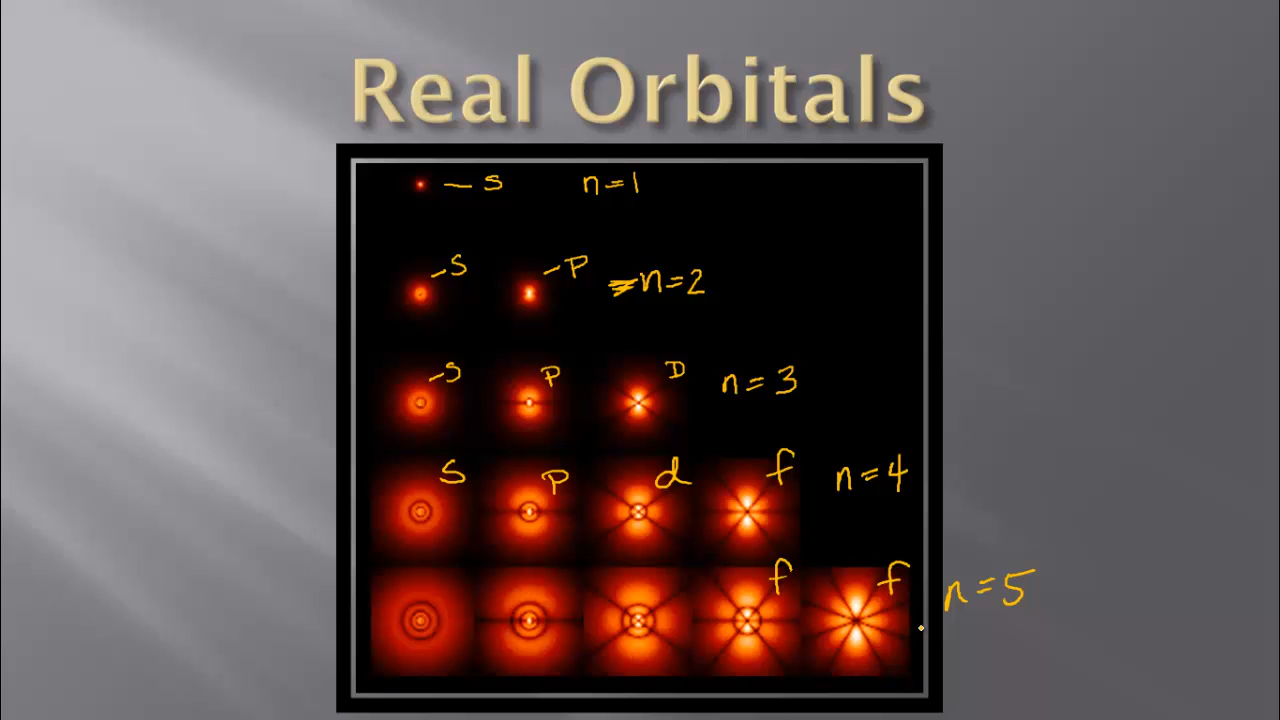 Real Orbitals
– s n=1
– s – p n=2
– s p D n=3
s p d f n=4
f f n=5